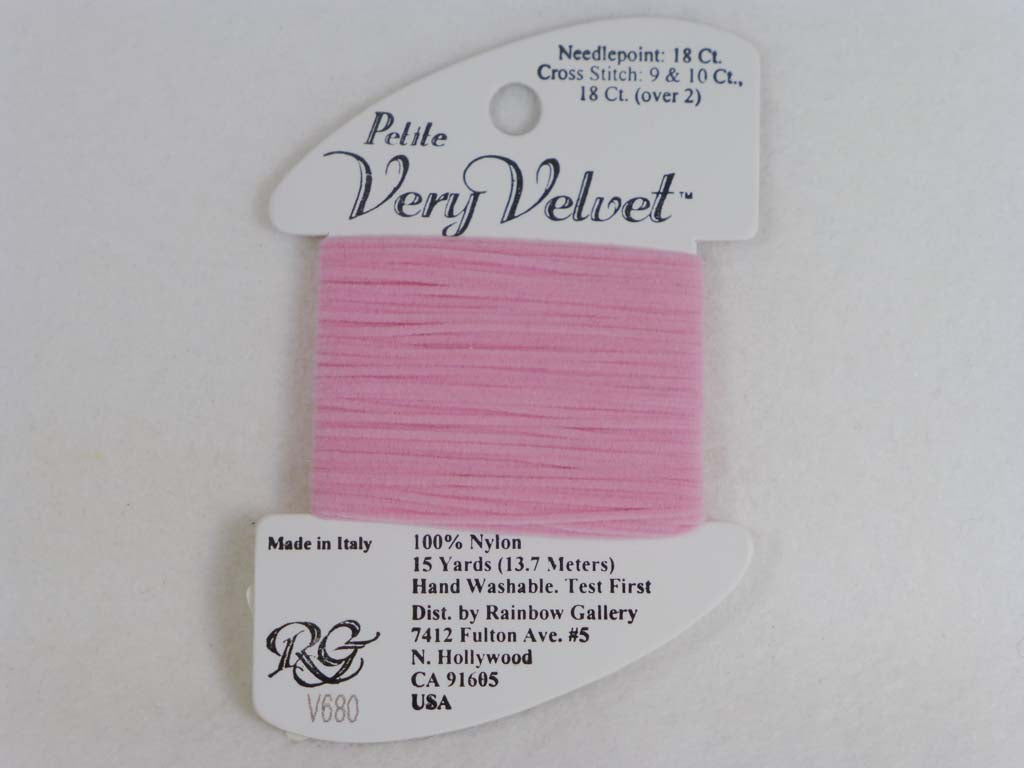 Needlepoint: 18 Ct.
Cross Stitch: 9 & 10 Ct.,
18 Ct. (over 2)
Petite
Very Velvet™
Made in Italy
100% Nylon
15 Yards (13.7 Meters)
Hand Washable. Test First
Dist. by Rainbow Gallery
7412 Fulton Ave. #5
N. Hollywood
CA 91605
USA
RG
V680